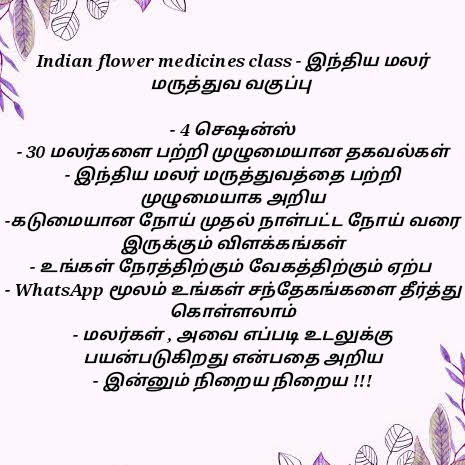 Indian flower medicines class - இந்திய மலர்
மருத்துவ வகுப்பு
- 4 செஷன்ஸ்
- 30 மலர்களை பற்றி முழுமையான தகவல்கள்
- இந்திய மலர் மருத்துவத்தை பற்றி
முழுமையாக அறிய
-கடுமையான நோய் முதல் நாள்பட்ட நோய் வரை
இருக்கும் விளக்கங்கள்
- உங்கள் நேரத்திற்கும் வேகத்திற்கும் ஏற்ப
- WhatsApp மூலம் உங்கள் சந்தேகங்களை தீர்த்து
கொள்ளலாம்
- மலர்கள் , அவை எப்படி உடலுக்கு
பயன்படுகிறது என்பதை அறிய
- இன்னும் நிறைய நிறைய !!!